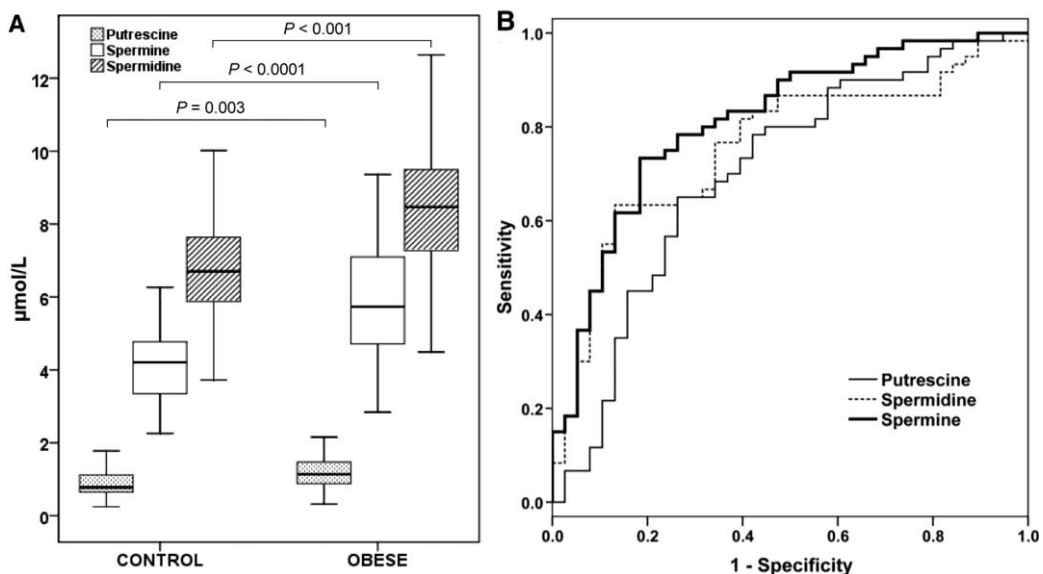 A
Putrescine
Spermine
Spermidine
P < 0.001
P < 0.0001
P = 0.003
12
10
8
6
4
2
0
µmol/L
CONTROL OBESE
B
1.0
0.8
0.6
0.4
0.2
0.0
Sensitivity
Putrescine
Spermidine
Spermine
0.0 0.2 0.4 0.6 0.8 1.0
1 - Specificity